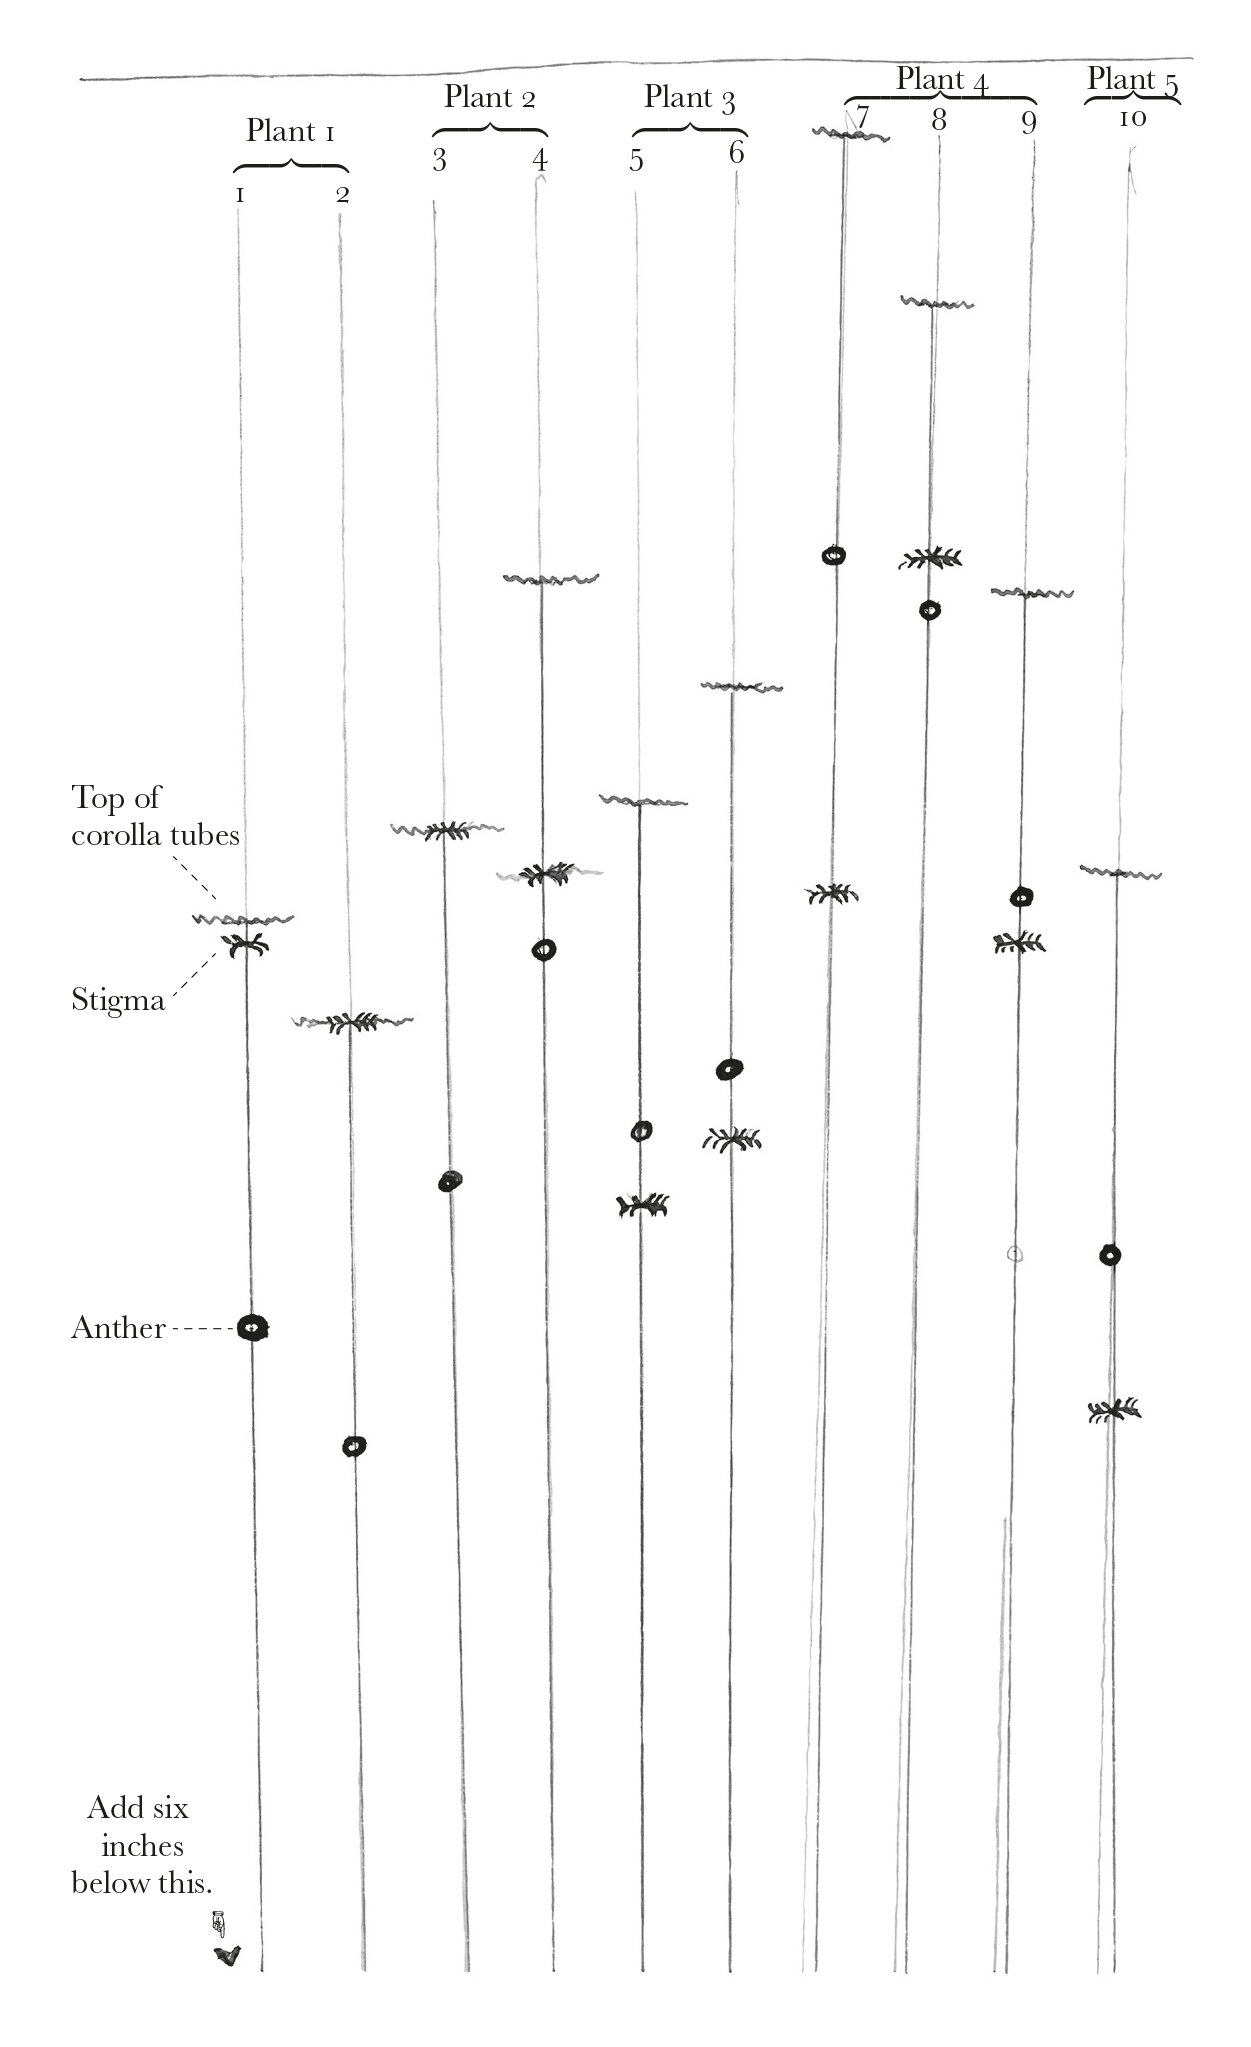 Plant 1
Plant 2
Plant 3
Plant 4
Plant 5
1
2
3
4
5
6
7
8
9
10
Top of
corolla tubes
Stigma
Anther
Add six
inches
below this.